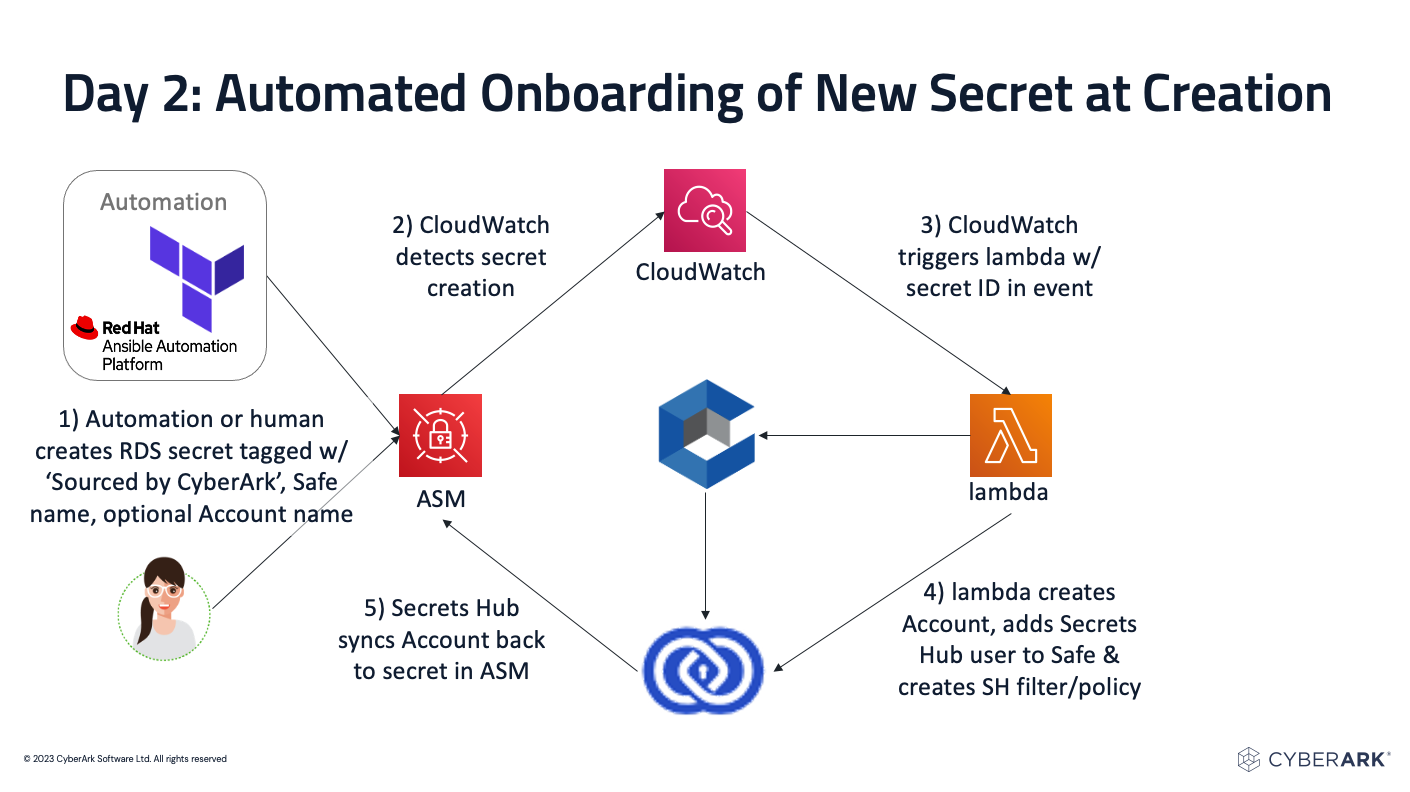 Day 2: Automated Onboarding of New Secret at Creation
Automation
Red Hat
Ansible Automation
Platform
1) Automation or human
creates RDS secret tagged w/
‘Sourced by CyberArk’, Safe
name, optional Account name
2) CloudWatch
detects secret
creation
CloudWatch
3) CloudWatch
triggers lambda w/
secret ID in event
ASM
lambda
5) Secrets Hub
syncs Account back
to secret in ASM
4) lambda creates
Account, adds Secrets
Hub user to Safe &
creates SH filter/policy
© 2023 CyberArk Software Ltd. All rights reserved
CYBERARK®